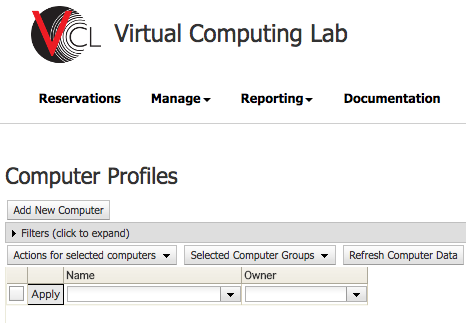 VCL Virtual Computing Lab
Reservations Manage Reporting Documentation
Computer Profiles
Add New Computer
Filters (click to expand)
Actions for selected computers Selected Computer Groups Refresh Computer Data
Name Owner
Apply